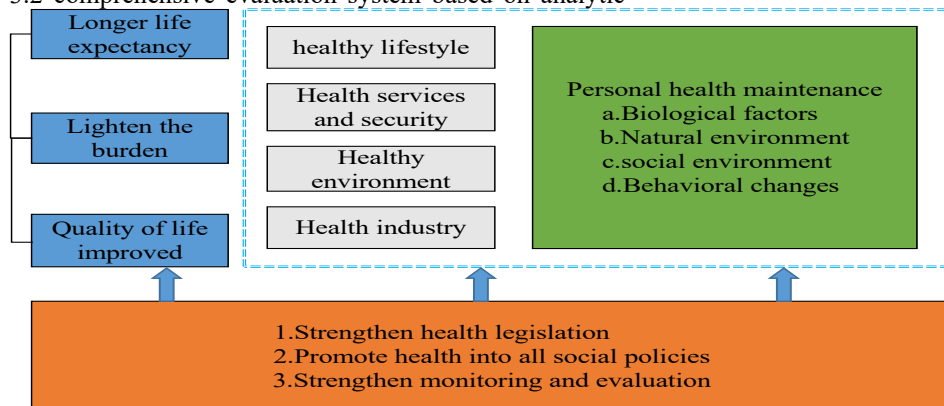 3.2 comprehensive evaluation system based on analytic
Longer life
expectancy
Lighten the
burden
Quality of life
improved
healthy lifestyle
Health services
and security
Healthy
environment
Health industry
Personal health maintenance
a.Biological factors
b.Natural environment
c.social environment
d.Behavioral changes
1.Strengthen health legislation
2.Promote health into all social policies
3.Strengthen monitoring and evaluation